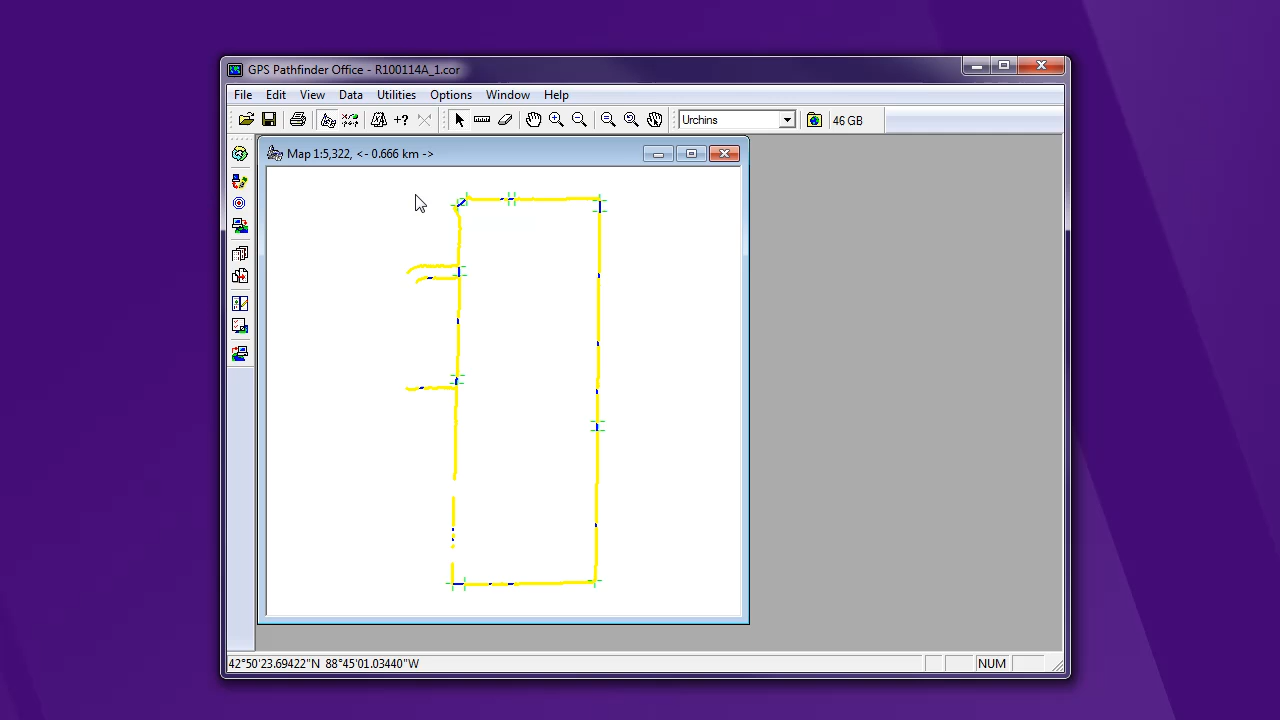 GPS Pathfinder Office - R100114A_1.cor
File Edit View Data Utilities Options Window Help
Urchins 46 GB
Map 1:5,322, <- 0.666 km ->
42°50'23.69422"N 88°45'01.03440"W NUM